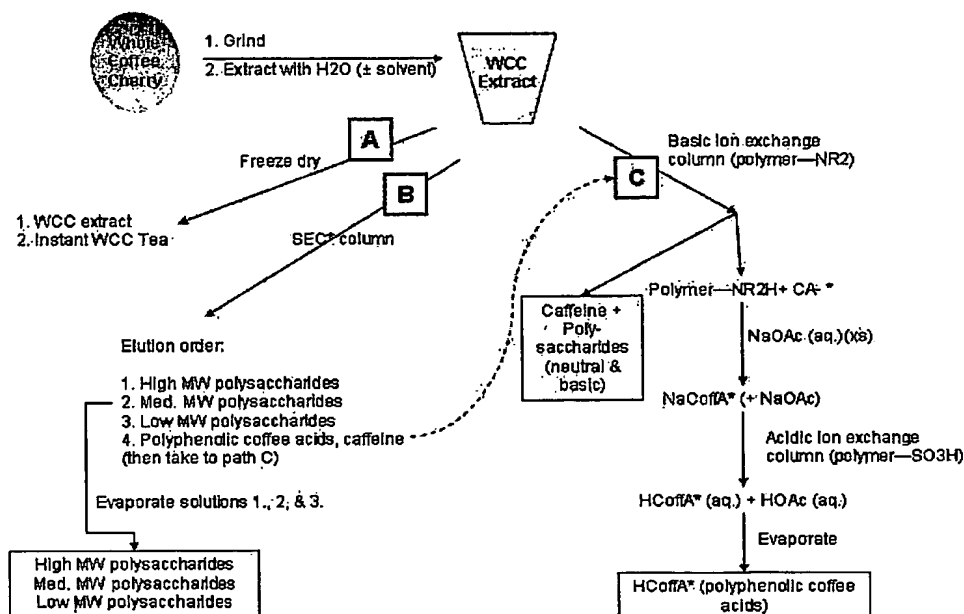 Whole
Coffee
Cherry
1. Grind
2. Extract with H2O (± solvent)
WCC
Extract
A
Freeze dry
1. WCC extract
2. Instant WCC Tea
B
SEC* column
Elution order:
1. High MW polysaccharides
2. Med. MW polysaccharides
3. Low MW polysaccharides
4. Polyphenolic coffee acids, caffeine
(then take to path C)
Evaporate solutions 1., 2, & 3.
High MW polysaccharides
Med. MW polysaccharides
Low MW polysaccharides
C
Basic ion exchange
column (polymer—NR2)
Caffeine +
Poly-
saccharides
(neutral &
basic)
Polymer—NR2H+ CA- *
NaOAc (aq.)(xs)
NaCoffA* (+ NaOAc)
Acidic ion exchange
column (polymer—SO3H)
HCoffA* (aq.) + HOAc (aq.)
Evaporate
HCoffA* (polyphenolic coffee
acids)